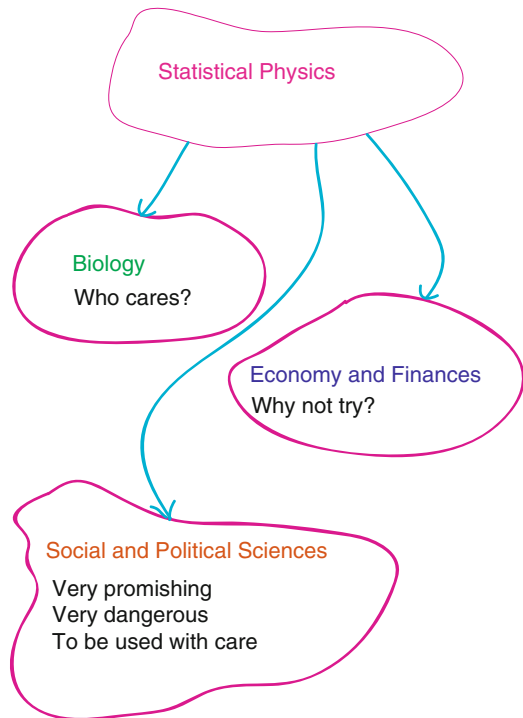 Statistical Physics
Biology
Who cares?
Economy and Finances
Why not try?
Social and Political Sciences
Very promishing
Very dangerous
To be used with care